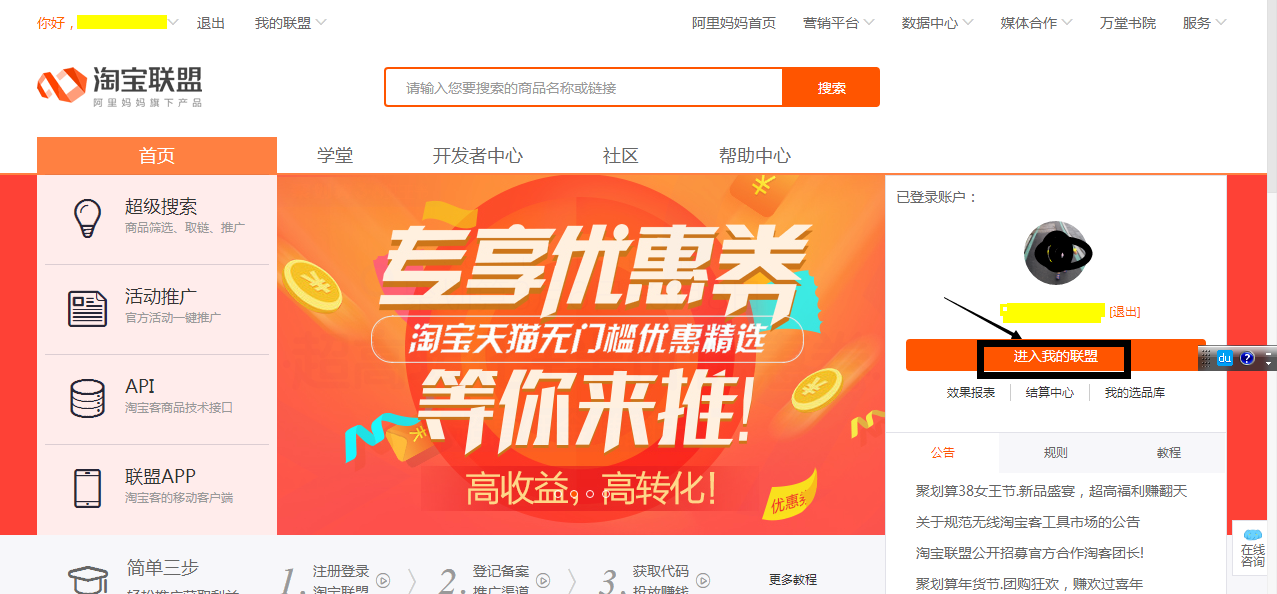 你好， 退出 我的联盟 阿里妈妈首页 营销平台 数据中心 媒体合作 万堂书院 服务
淘宝联盟
阿里妈妈旗下产品
请输入您要搜索的商品名称或链接 搜索
首页 学堂 开发者中心 社区 帮助中心
超级搜索
商品筛选、取链、推广
活动推广
官方活动一键推广
API
淘宝客商品技术接口
联盟APP
淘宝客的移动客户端
专享优惠券
淘宝天猫无门槛优惠精选
等你来推!
高收益，高转化!
优惠
已登录账户：
[退出]
进入我的联盟
du ?
效果报表 结算中心 我的选品库
公告 规则 教程
聚划算38女王节.新品盛宴，超高福利赚翻天
关于规范无线淘宝客工具市场的公告
淘宝联盟公开招募官方合作淘客团长!
聚划算年货节.团购狂欢，赚欢过喜年
在线
咨询
简单三步
1. 注册登录
淘宝联盟
2. 登记备案
推广渠道
3. 获取代码
投放赚钱
更多教程